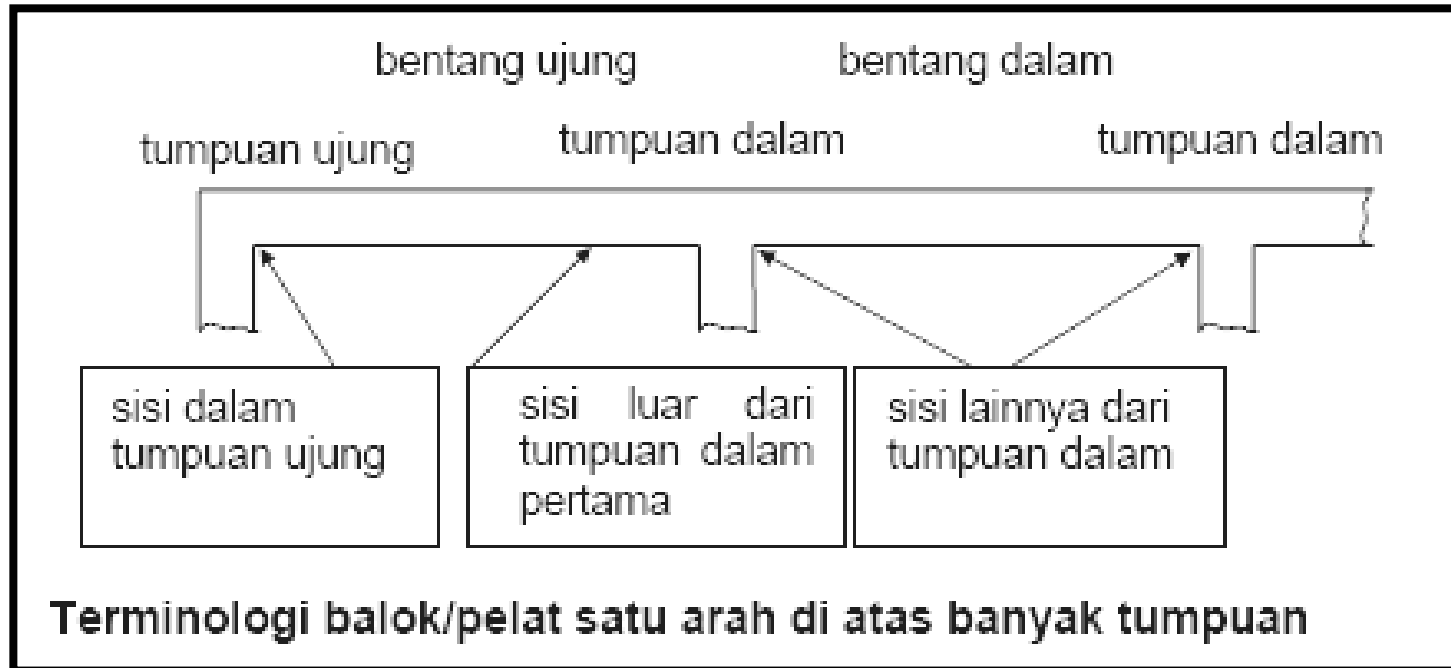 bentang ujung bentang dalam
tumpuan ujung tumpuan dalam tumpuan dalam
sisi dalam
tumpuan ujung
sisi luar dari
tumpuan dalam
pertama
sisi lainnya dari
tumpuan dalam
Terminologi balok/pelat satu arah di atas banyak tumpuan